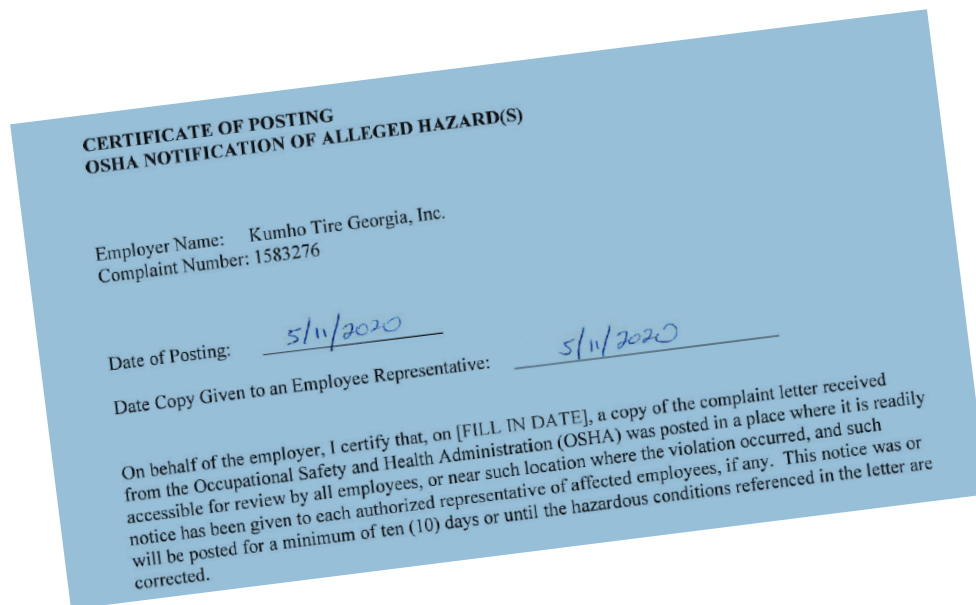 CERTIFICATE OF POSTING
OSHA NOTIFICATION OF ALLEGED HAZARD(S)
Employer Name: Kumho Tire Georgia, Inc.
Complaint Number: 1583276
Date of Posting: 5/11/2020
Date Copy Given to an Employee Representative: 5/11/2020
On behalf of the employer, I certify that, on [FILL IN DATE], a copy of the complaint letter received
from the Occupational Safety and Health Administration (OSHA) was posted in a place where it is readily
accessible for review by all employees, or near such location where the violation occurred, and such
notice has been given to each authorized representative of affected employees, if any. This notice was or
will be posted for a minimum of ten (10) days or until the hazardous conditions referenced in the letter are
corrected.